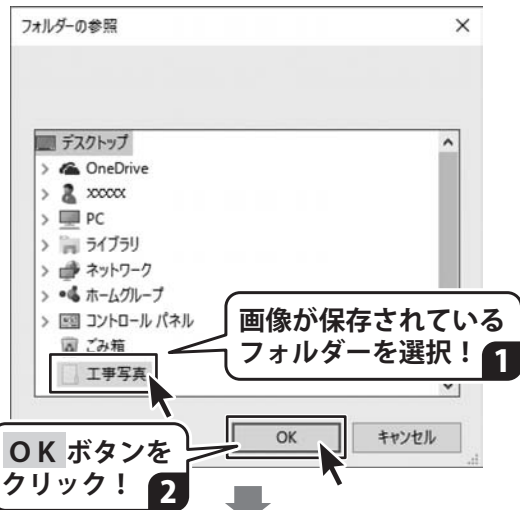 フォルダーの参照
デスクトップ
OneDrive
xxxxx
PC
ライブラリ
ネットワーク
ホームグループ
コントロール パネル
ごみ箱
工事写真
画像が保存されている
フォルダーを選択！
1
OK
キャンセル
OK ボタンを
クリック！
2